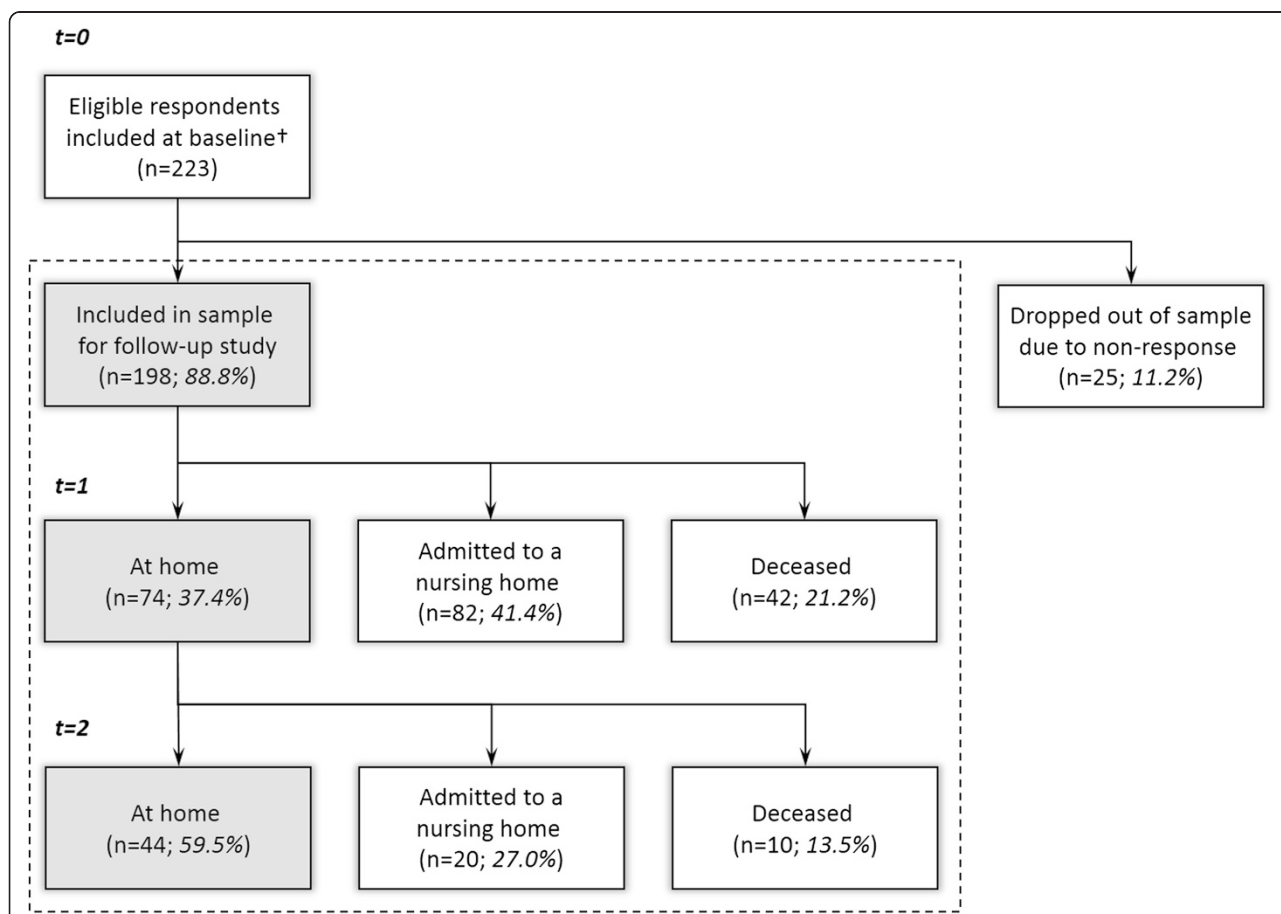 t=0
Eligible respondents
included at baseline†
(n=223)
Included in sample
for follow-up study
(n=198; 88.8%)
Dropped out of sample
due to non-response
(n=25; 11.2%)
t=1
At home
(n=74; 37.4%)
Admitted to a
nursing home
(n=82; 41.4%)
Deceased
(n=42; 21.2%)
t=2
At home
(n=44; 59.5%)
Admitted to a
nursing home
(n=20; 27.0%)
Deceased
(n=10; 13.5%)